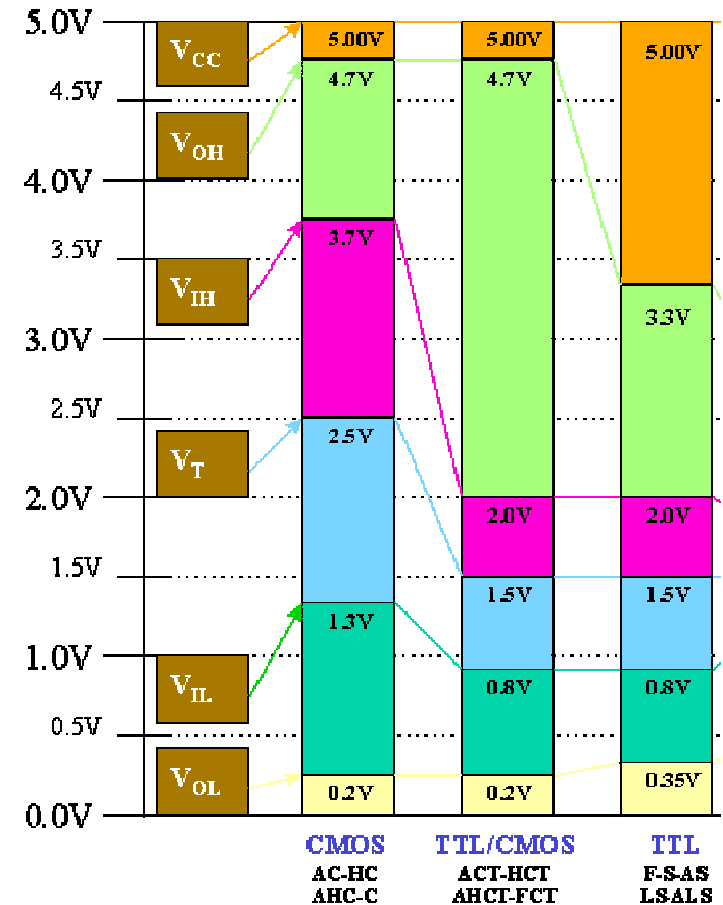 5.0V
4.5V
4.0V
3.5V
3.0V
2.5V
2.0V
1.5V
1.0V
0.5V
0.0V
VCC
VOH
VIH
VT
VIL
VOL
5.00V
4.7V
3.7V
2.5V
1.3V
0.2V
CMOS
AC-HC
AHC-C
5.00V
4.7V
2.0V
1.5V
0.8V
0.2V
TTL/CMOS
ACT-HCT
AHCT-FCT
5.00V
3.3V
2.0V
1.5V
0.8V
0.35V
TTL
F-S-AS
LS-ALS